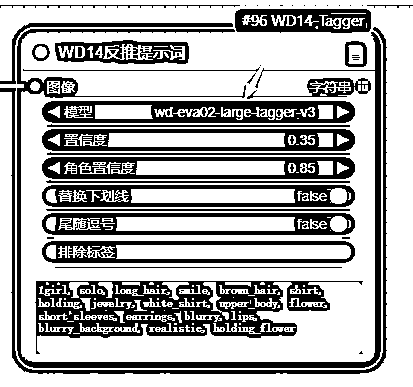 #96 WD14-Tagger
WD14反推提示词
图像 字符串
模型 wd-eva02-large-tagger-v3
置信度 0.35
角色置信度 0.85
替换下划线 false
尾随逗号 false
排除标签
1girl, solo, long_hair, smile, brown_hair, shirt,
holding, jewelry, white_shirt, upper_body, flower,
short_sleeves, earrings, blurry, lips,
blurry_background, realistic, holding_flower